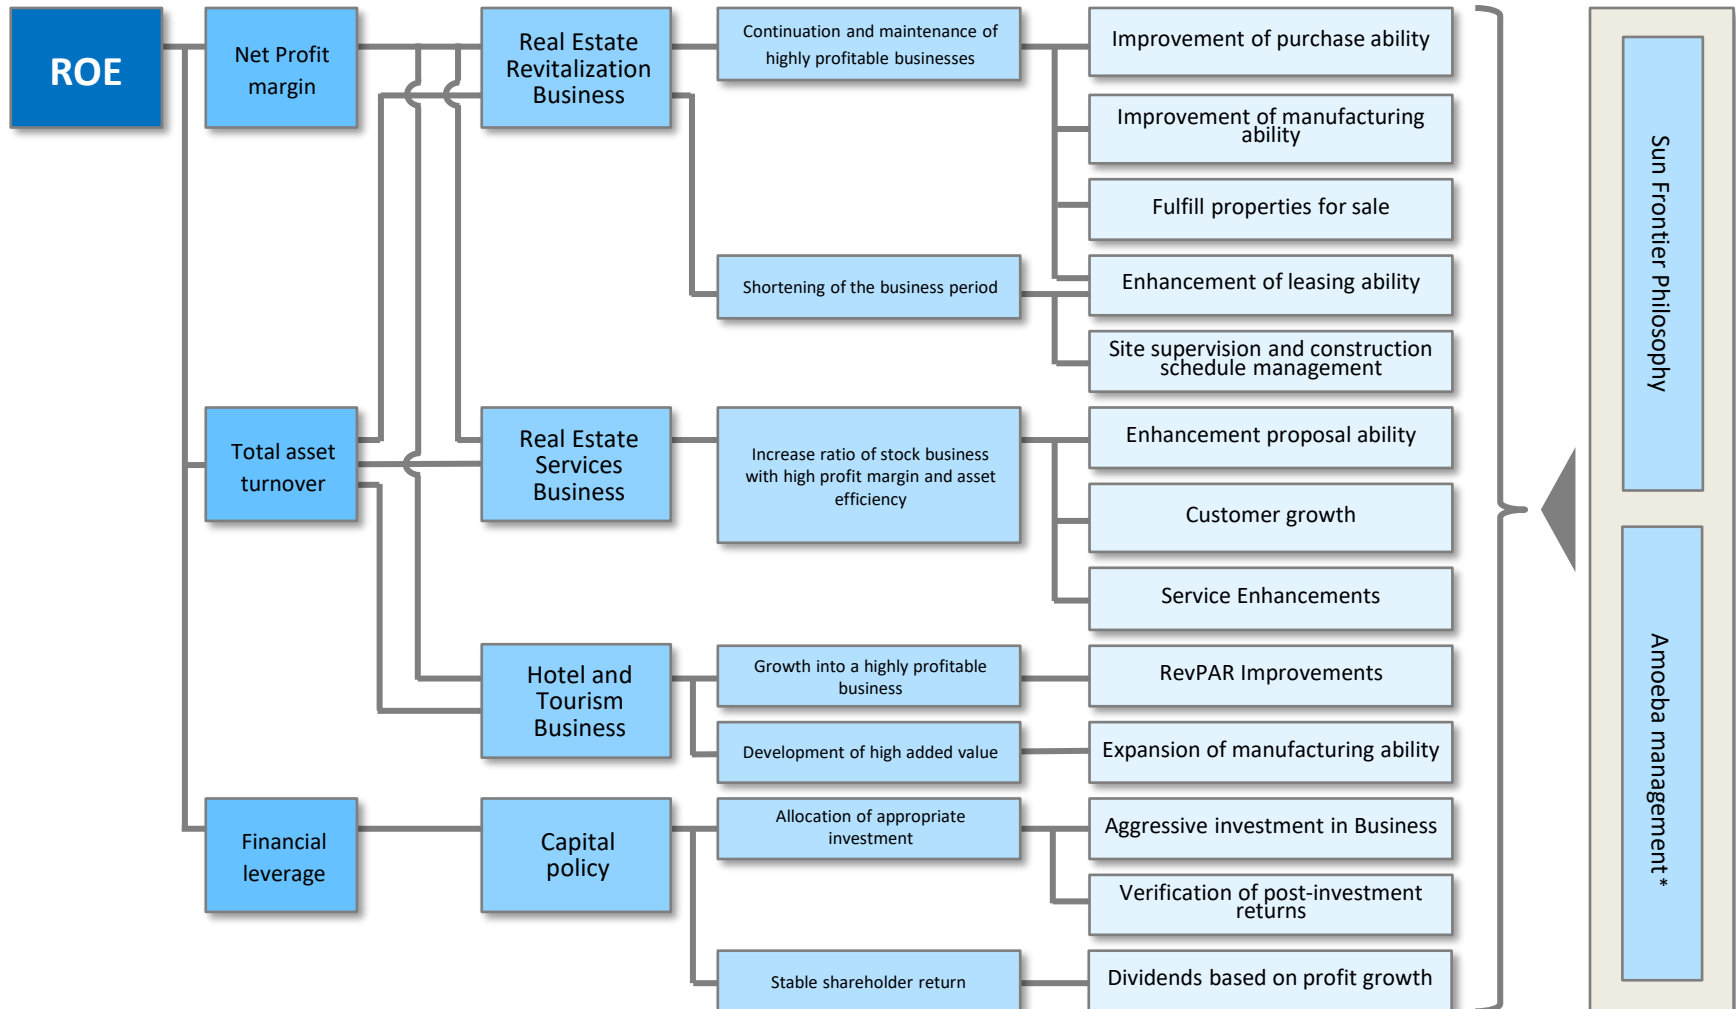 ROE
Net Profit
margin
Real Estate
Revitalization
Business
Continuation and maintenance of
highly profitable businesses
Improvement of purchase ability
Improvement of manufacturing
ability
Fulfill properties for sale
Shortening of the business period
Enhancement of leasing ability
Site supervision and construction
schedule management
Total asset
turnover
Real Estate
Services
Business
Increase ratio of stock business
with high profit margin and asset
efficiency
Enhancement proposal ability
Customer growth
Service Enhancements
Hotel and
Tourism
Business
Growth into a highly profitable
business
RevPAR Improvements
Development of high added value
Expansion of manufacturing ability
Financial
leverage
Capital
policy
Allocation of appropriate
investment
Aggressive investment in Business
Verification of post-investment
returns
Stable shareholder return
Dividends based on profit growth
Sun Frontier Philosophy
Amoeba management*